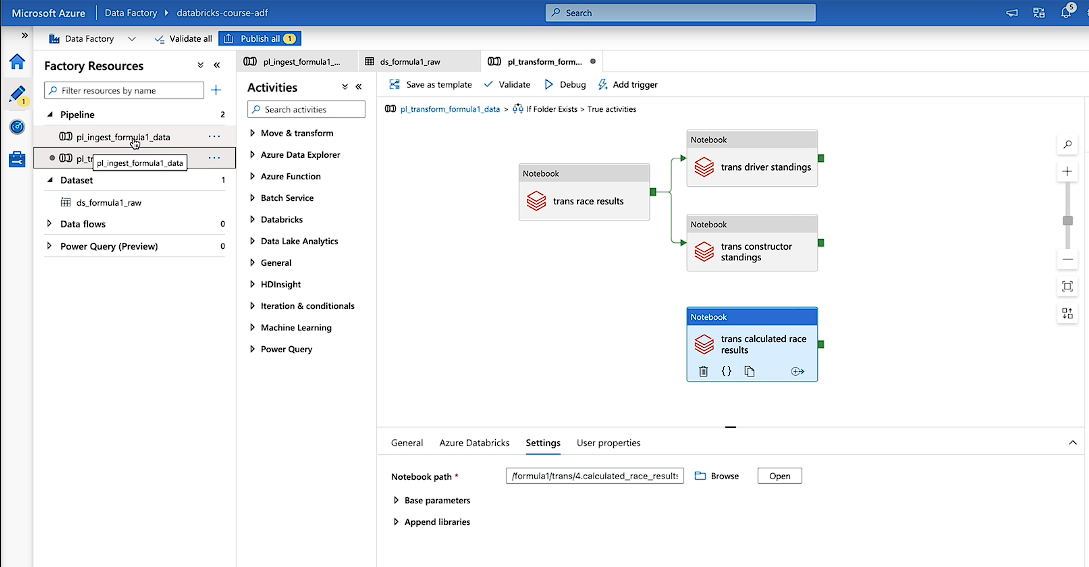 Microsoft Azure
Data Factory
databricks-course-adf
Search
5
Data Factory
Validate all
Publish all
1
Factory Resources
Filter resources by name
Pipeline
2
pl_ingest_formula1_data
pl_tr
pl_ingest_formula1_data
Dataset
1
ds_formula1_raw
Data flows
0
Power Query (Preview)
0
1
pl_ingest_formula1_...
ds_formula1_raw
pl_transform_form...
Activities
Search activities
Move & transform
Azure Data Explorer
Azure Function
Batch Service
Databricks
Data Lake Analytics
General
HDInsight
Iteration & conditionals
Machine Learning
Power Query
Save as template
Validate
Debug
Add trigger
pl_transform_formula1_data > If Folder Exists > True activities
Notebook
trans race results
Notebook
trans driver standings
Notebook
trans constructor
standings
Notebook
trans calculated race
results
General
Azure Databricks
Settings
User properties
Notebook path *
/formula1/trans/4.calculated_race_results
Browse
Open
Base parameters
Append libraries